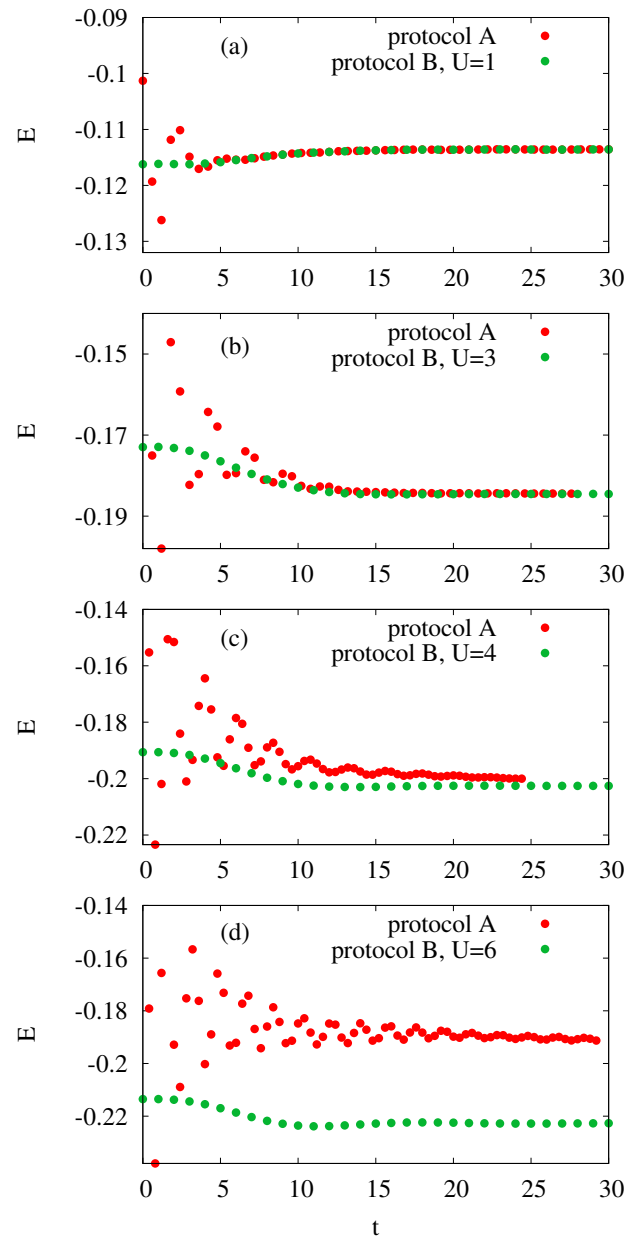 -0.09
-0.1
-0.11
-0.12
-0.13
E
(a)
protocol A
protocol B, U=1
0 5 10 15 20 25 30
-0.15
-0.17
-0.19
E
(b)
protocol A
protocol B, U=3
0 5 10 15 20 25 30
-0.14
-0.16
-0.18
-0.2
-0.22
E
(c)
protocol A
protocol B, U=4
0 5 10 15 20 25 30
-0.14
-0.16
-0.18
-0.2
-0.22
E
(d)
protocol A
protocol B, U=6
0 5 10 15 20 25 30
t